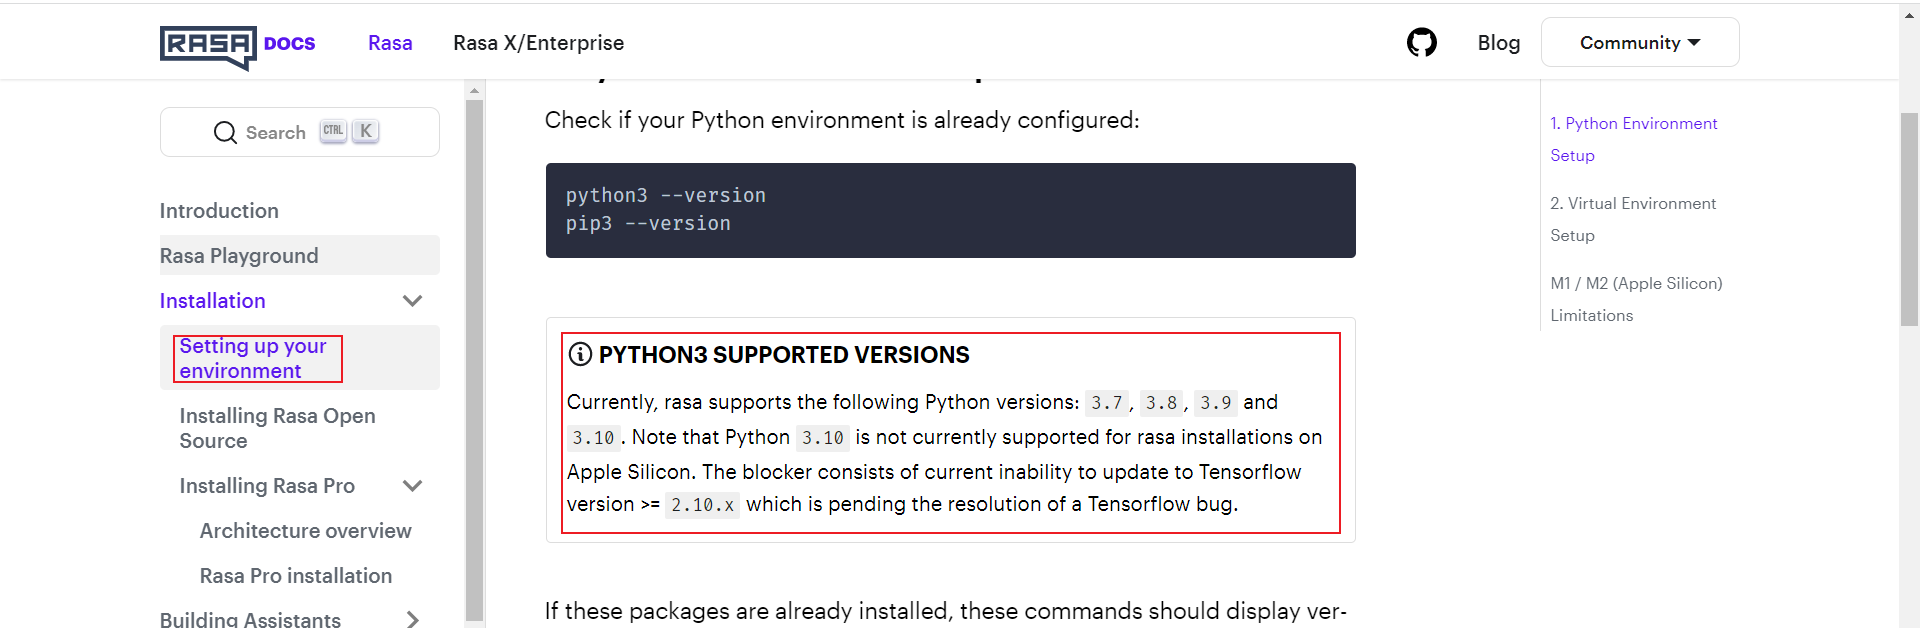 RASA DOCS
Rasa
Rasa X/Enterprise
Blog
Community
Search CTRL K
Introduction
Rasa Playground
Installation
Setting up your
environment
Installing Rasa Open
Source
Installing Rasa Pro
Architecture overview
Rasa Pro installation
Building Assistants
Check if your Python environment is already configured:
python3 --version
pip3 --version
PYTHON3 SUPPORTED VERSIONS
Currently, rasa supports the following Python versions: 3.7, 3.8, 3.9 and
3.10. Note that Python 3.10 is not currently supported for rasa installations on
Apple Silicon. The blocker consists of current inability to update to Tensorflow
version >= 2.10.x which is pending the resolution of a Tensorflow bug.
If these packages are already installed, these commands should display ver-
1. Python Environment
Setup
2. Virtual Environment
Setup
M1 / M2 (Apple Silicon)
Limitations